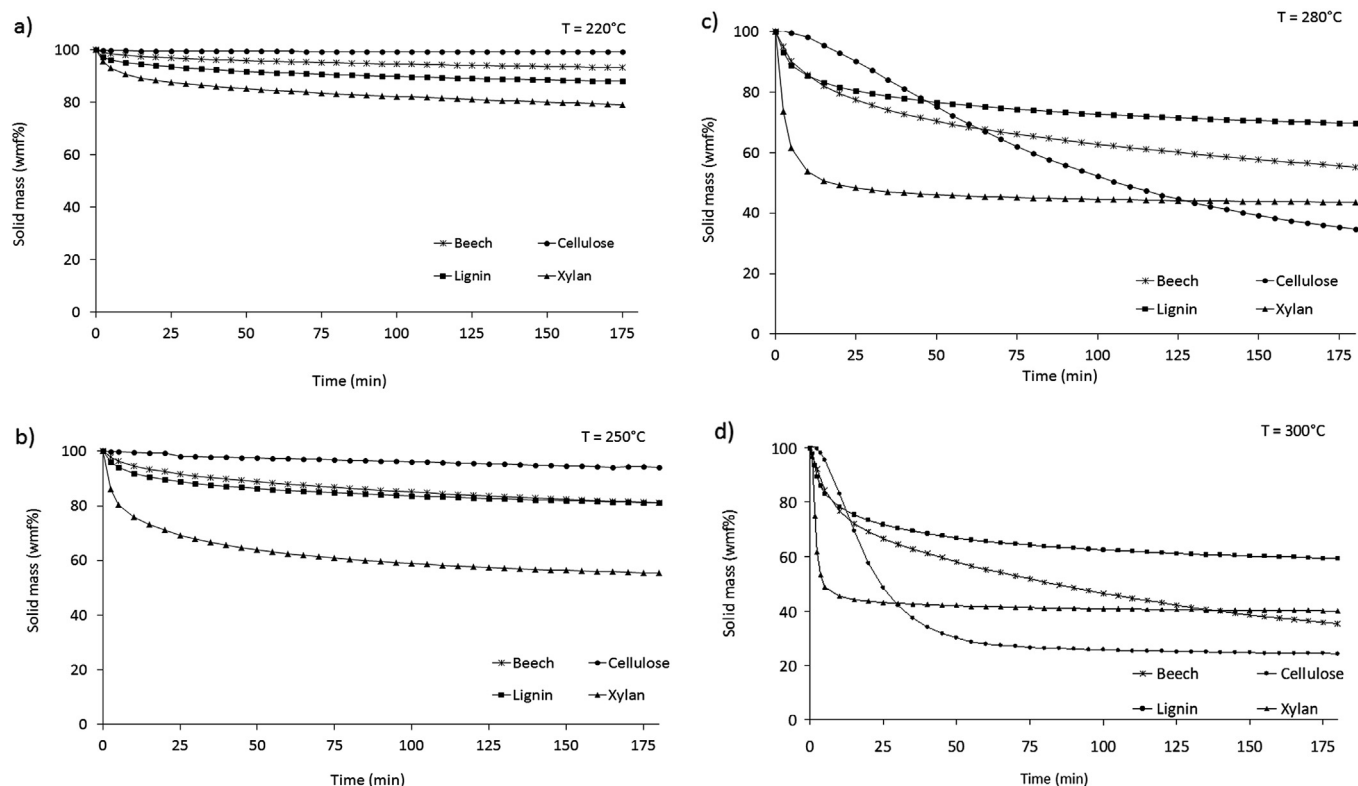 a)
T = 220°C
Solid mass (wmf%)
100
80
60
40
20
0
Beech
Cellulose
Lignin
Xylan
0 25 50 75 100 125 150 175
Time (min)
c)
T = 280°C
Solid mass (wmf%)
100
80
60
40
20
0
Beech
Cellulose
Lignin
Xylan
0 25 50 75 100 125 150 175
Time (min)
b)
T = 250°C
Solid mass (wmf%)
100
80
60
40
20
0
Beech
Cellulose
Lignin
Xylan
0 25 50 75 100 125 150 175
Time (min)
d)
T = 300°C
Solid mass (wmf%)
100
80
60
40
20
0
Beech
Cellulose
Lignin
Xylan
0 25 50 75 100 125 150 175
Time (min)